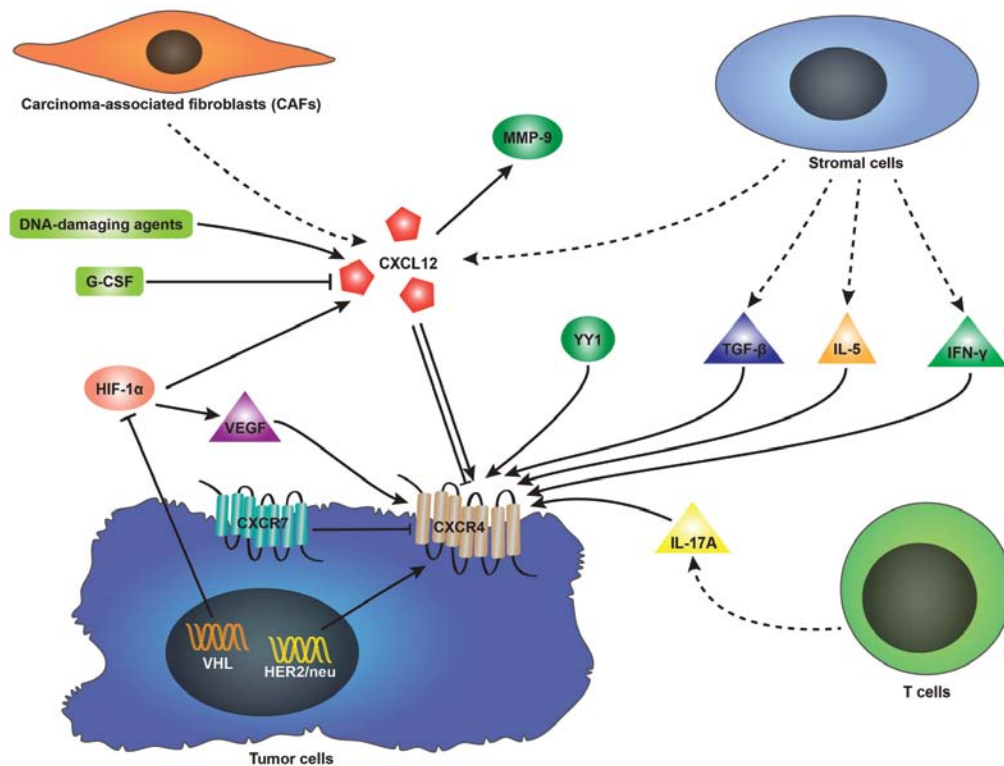 Carcinoma-associated fibroblasts (CAFs)
MMP-9
Stromal cells
DNA-damaging agents
CXCL12
G-CSF
YY1
TGF-β
IL-5
IFN-γ
HIF-1α
VEGF
CXCR7
CXCR4
IL-17A
VHL
HER2/neu
T cells
Tumor cells